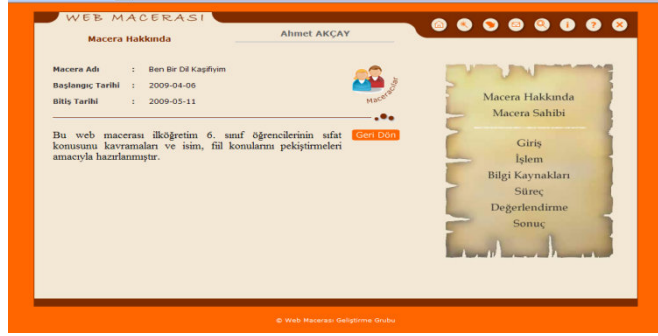 WEB MACERASI
Macera Hakkında
Ahmet AKÇAY
Macera Adı : Ben Bir Dil Kaşifiyim
Başlangıç Tarihi : 2009-04-06
Bitiş Tarihi : 2009-05-11
Maceracılar
Bu web macerası ilköğretim 6. sınıf öğrencilerinin sıfat
konusunu kavramaları ve isim, fiil konularını pekiştirmeleri
amacıyla hazırlanmıştır.
Geri Dön
Macera Hakkında
Macera Sahibi
Giriş
İşlem
Bilgi Kaynakları
Süreç
Değerlendirme
Sonuç
© Web Macerası Geliştirme Grubu